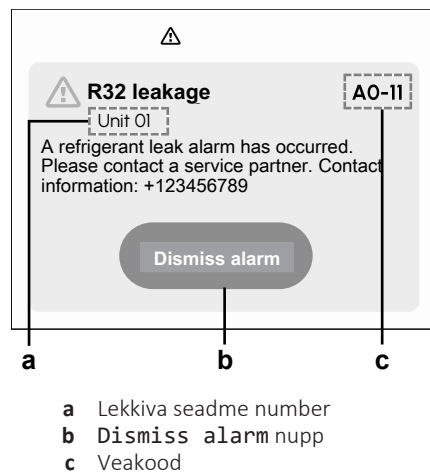 R32 leakage
A0-11
Unit 01
A refrigerant leak alarm has occurred.
Please contact a service partner. Contact
information: +123456789
Dismiss alarm
a b c
a Lekkiva seadme number
b Dismiss alarm nupp
c Veakood